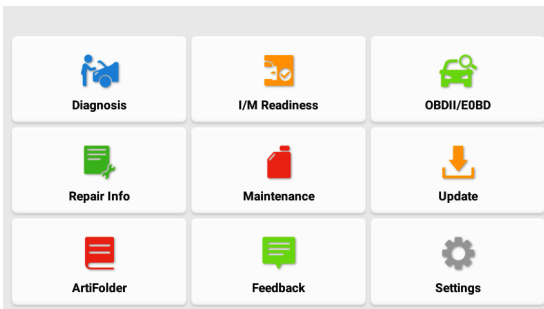 Diagnosis
I/M Readiness
OBDII/E0BD
Repair Info
Maintenance
Update
ArtiFolder
Feedback
Settings